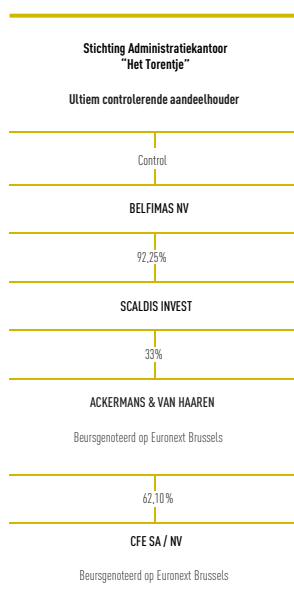 Stichting Administratiekantoor
“Het Torentje”
Ultiem controlerende aandeelhouder
Control
BELFIMAS NV
92,25%
SCALDIS INVEST
33%
ACKERMANS & VAN HAAREN
Beursgenoteerd op Euronext Brussels
62,10%
CFE SA / NV
Beursgenoteerd op Euronext Brussels